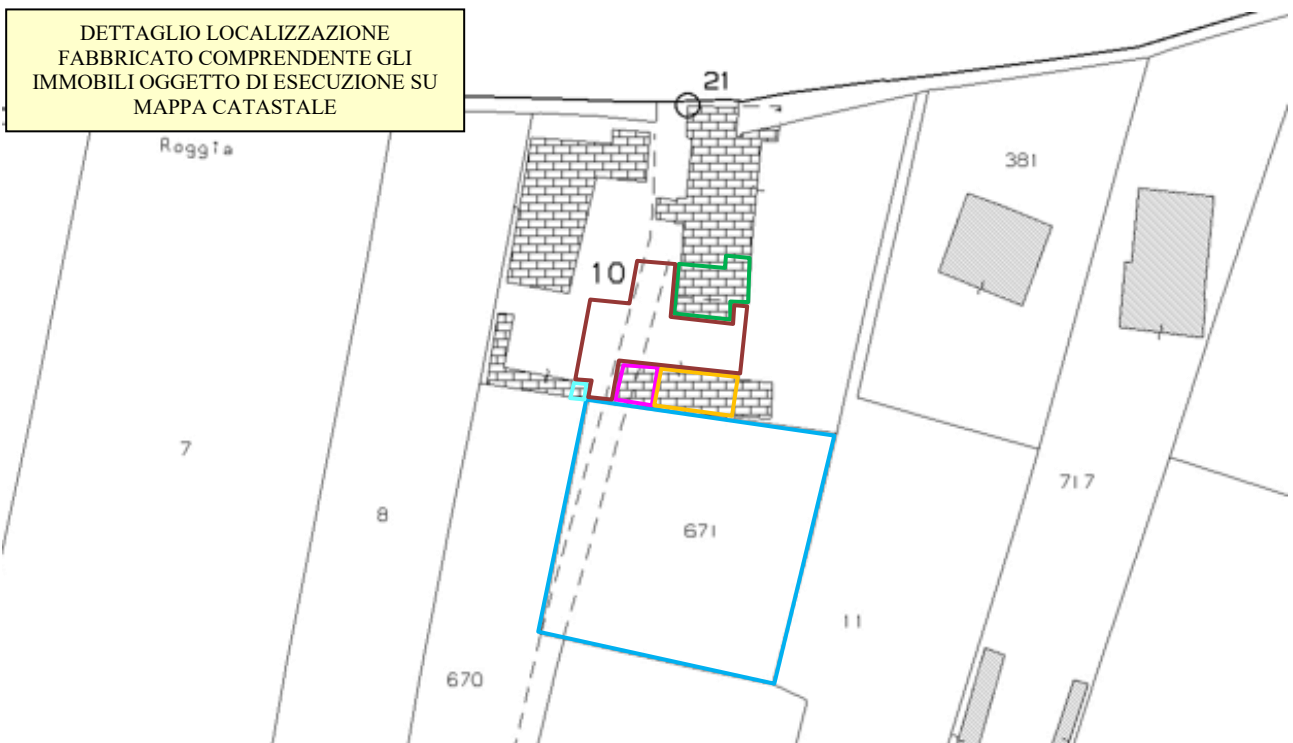 DETTAGLIO LOCALIZZAZIONE
FABBRICATO COMPRENDENTE GLI
IMMOBILI OGGETTO DI ESECUZIONE SU
MAPPA CATASTALE
21
Roggia
381
10
7
717
8
671
11
670